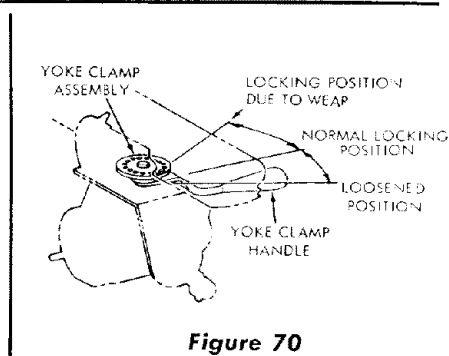 YOKE CLAMP
ASSEMBLY
LOCKING POSITION
DUE TO WEAR
NORMAL LOCKING
POSITION
LOOSENED
POSITION
YOKE CLAMP
HANDLE
Figure 70